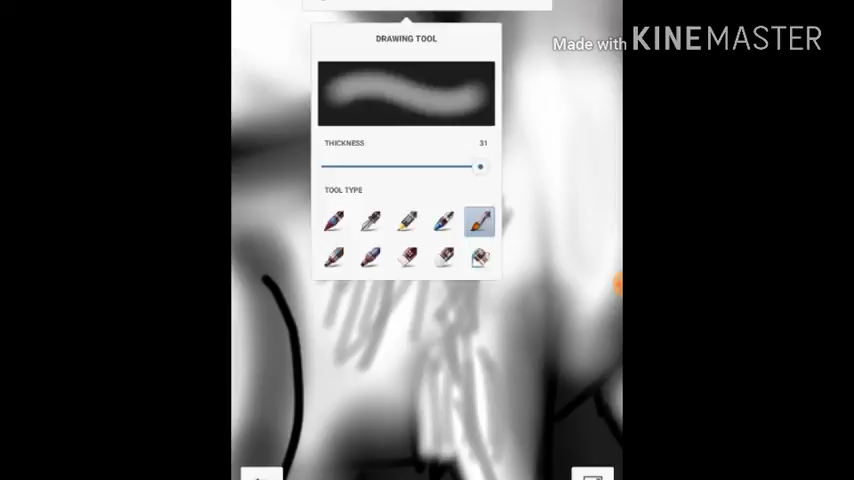 DRAWING TOOL
Made with KINEMASTER
THICKNESS 31
TOOL TYPE